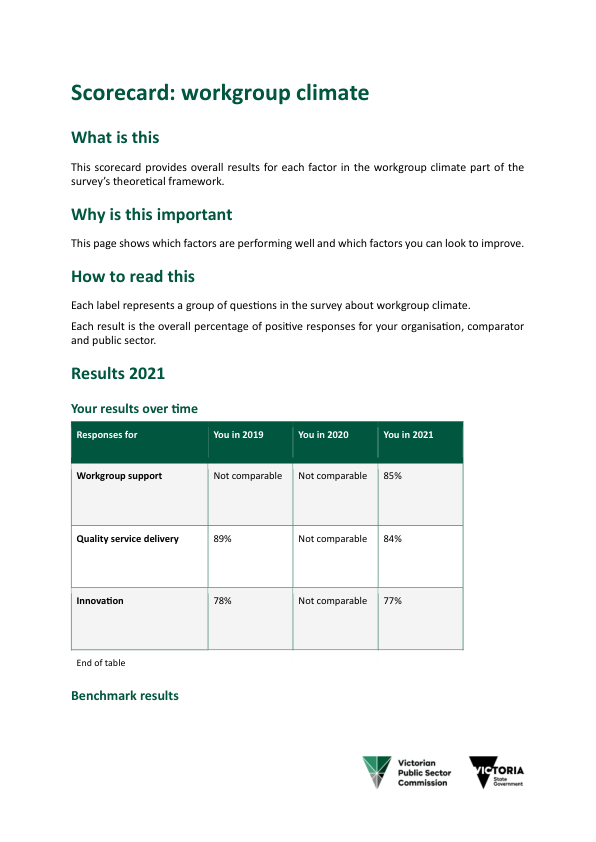 Scorecard: workgroup climate
What is this
This scorecard provides overall results for each factor in the workgroup climate part of the
survey's theoretical framework.
Why is this important
This page shows which factors are performing well and which factors you can look to improve.
How to read this
Each label represents a group of questions in the survey about workgroup climate.
Each result is the overall percentage of positive responses for your organisation, comparator
and public sector.
Results 2021
Your results over time
Responses for You in 2019 You in 2020 You in 2021
Workgroup support Not comparable Not comparable 85%
Quality service delivery 89% Not comparable 84%
Innovation 78% Not comparable 77%
End of table
Benchmark results
Victorian
Public Sector
Commission
VICTORIA
State
Government